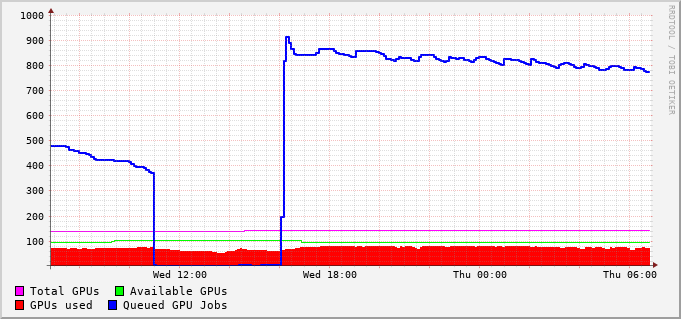 1000
900
800
700
600
500
400
300
200
100
Wed 12:00 Wed 18:00 Thu 00:00 Thu 06:00
Total GPUs Available GPUs
GPUs used Queued GPU Jobs
RRDTOOL / TOBI OETIKER